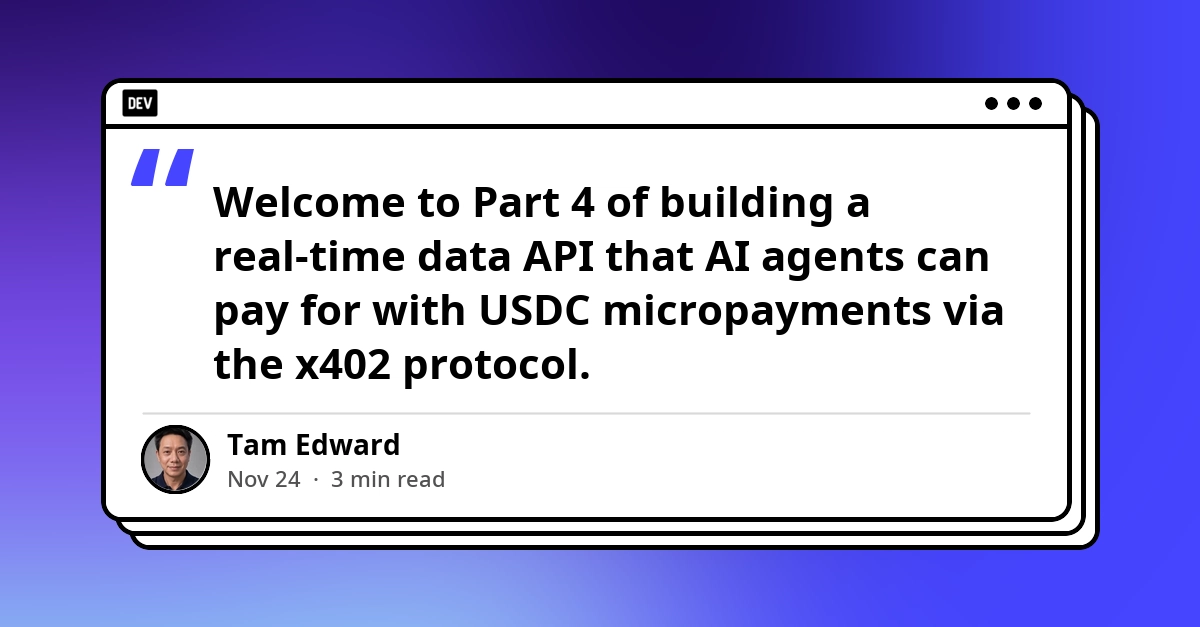 DEV
“
Welcome to Part 4 of building a
real-time data API that AI agents can
pay for with USDC micropayments via
the x402 protocol.
Tam Edward
Nov 24 · 3 min read